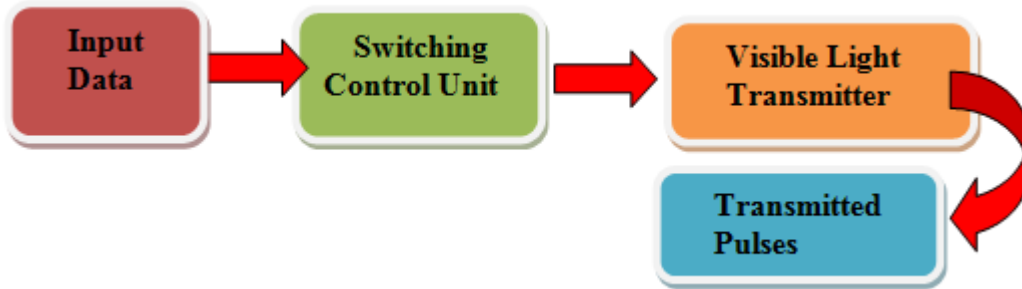 Input
Data
Switching
Control Unit
Visible Light
Transmitter
Transmitted
Pulses